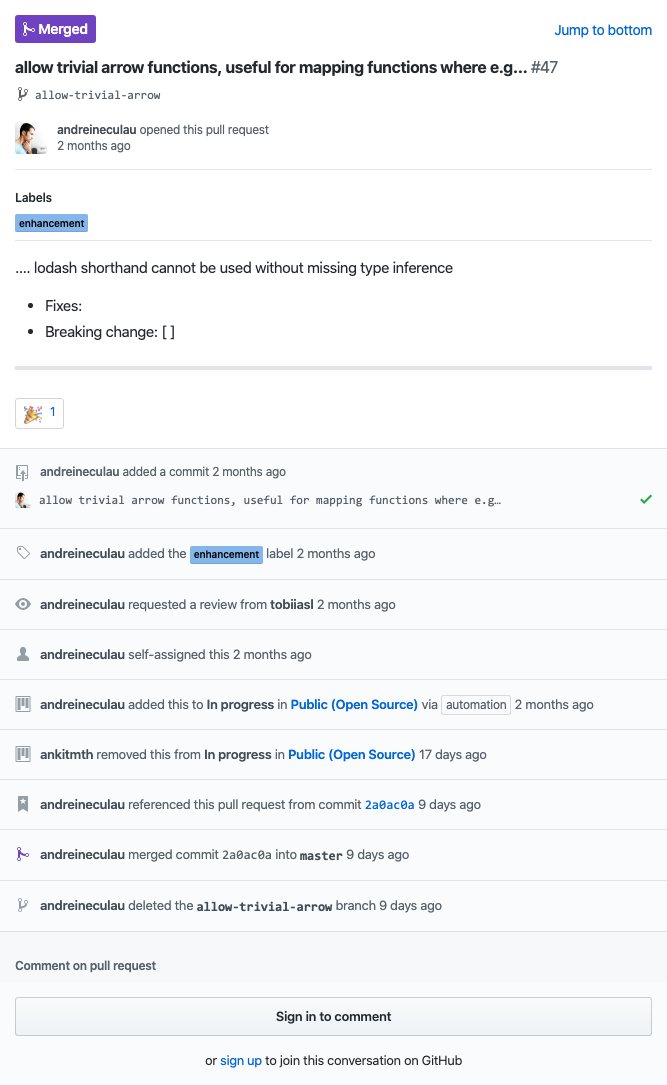 Merged
Jump to bottom
allow trivial arrow functions, useful for mapping functions where e.g... #47
allow-trivial-arrow
andreineculau opened this pull request
2 months ago
Labels
enhancement
.... lodash shorthand cannot be used without missing type inference
• Fixes:
• Breaking change: [ ]
1
andreineculau added a commit 2 months ago
allow trivial arrow functions, useful for mapping functions where e.g…
andreineculau added the enhancement label 2 months ago
andreineculau requested a review from tobiiasl 2 months ago
andreineculau self-assigned this 2 months ago
andreineculau added this to In progress in Public (Open Source) via automation 2 months ago
ankitmth removed this from In progress in Public (Open Source) 17 days ago
andreineculau referenced this pull request from commit 2a0ac0a 9 days ago
andreineculau merged commit 2a0ac0a into master 9 days ago
andreineculau deleted the allow-trivial-arrow branch 9 days ago
Comment on pull request
Sign in to comment
or sign up to join this conversation on GitHub